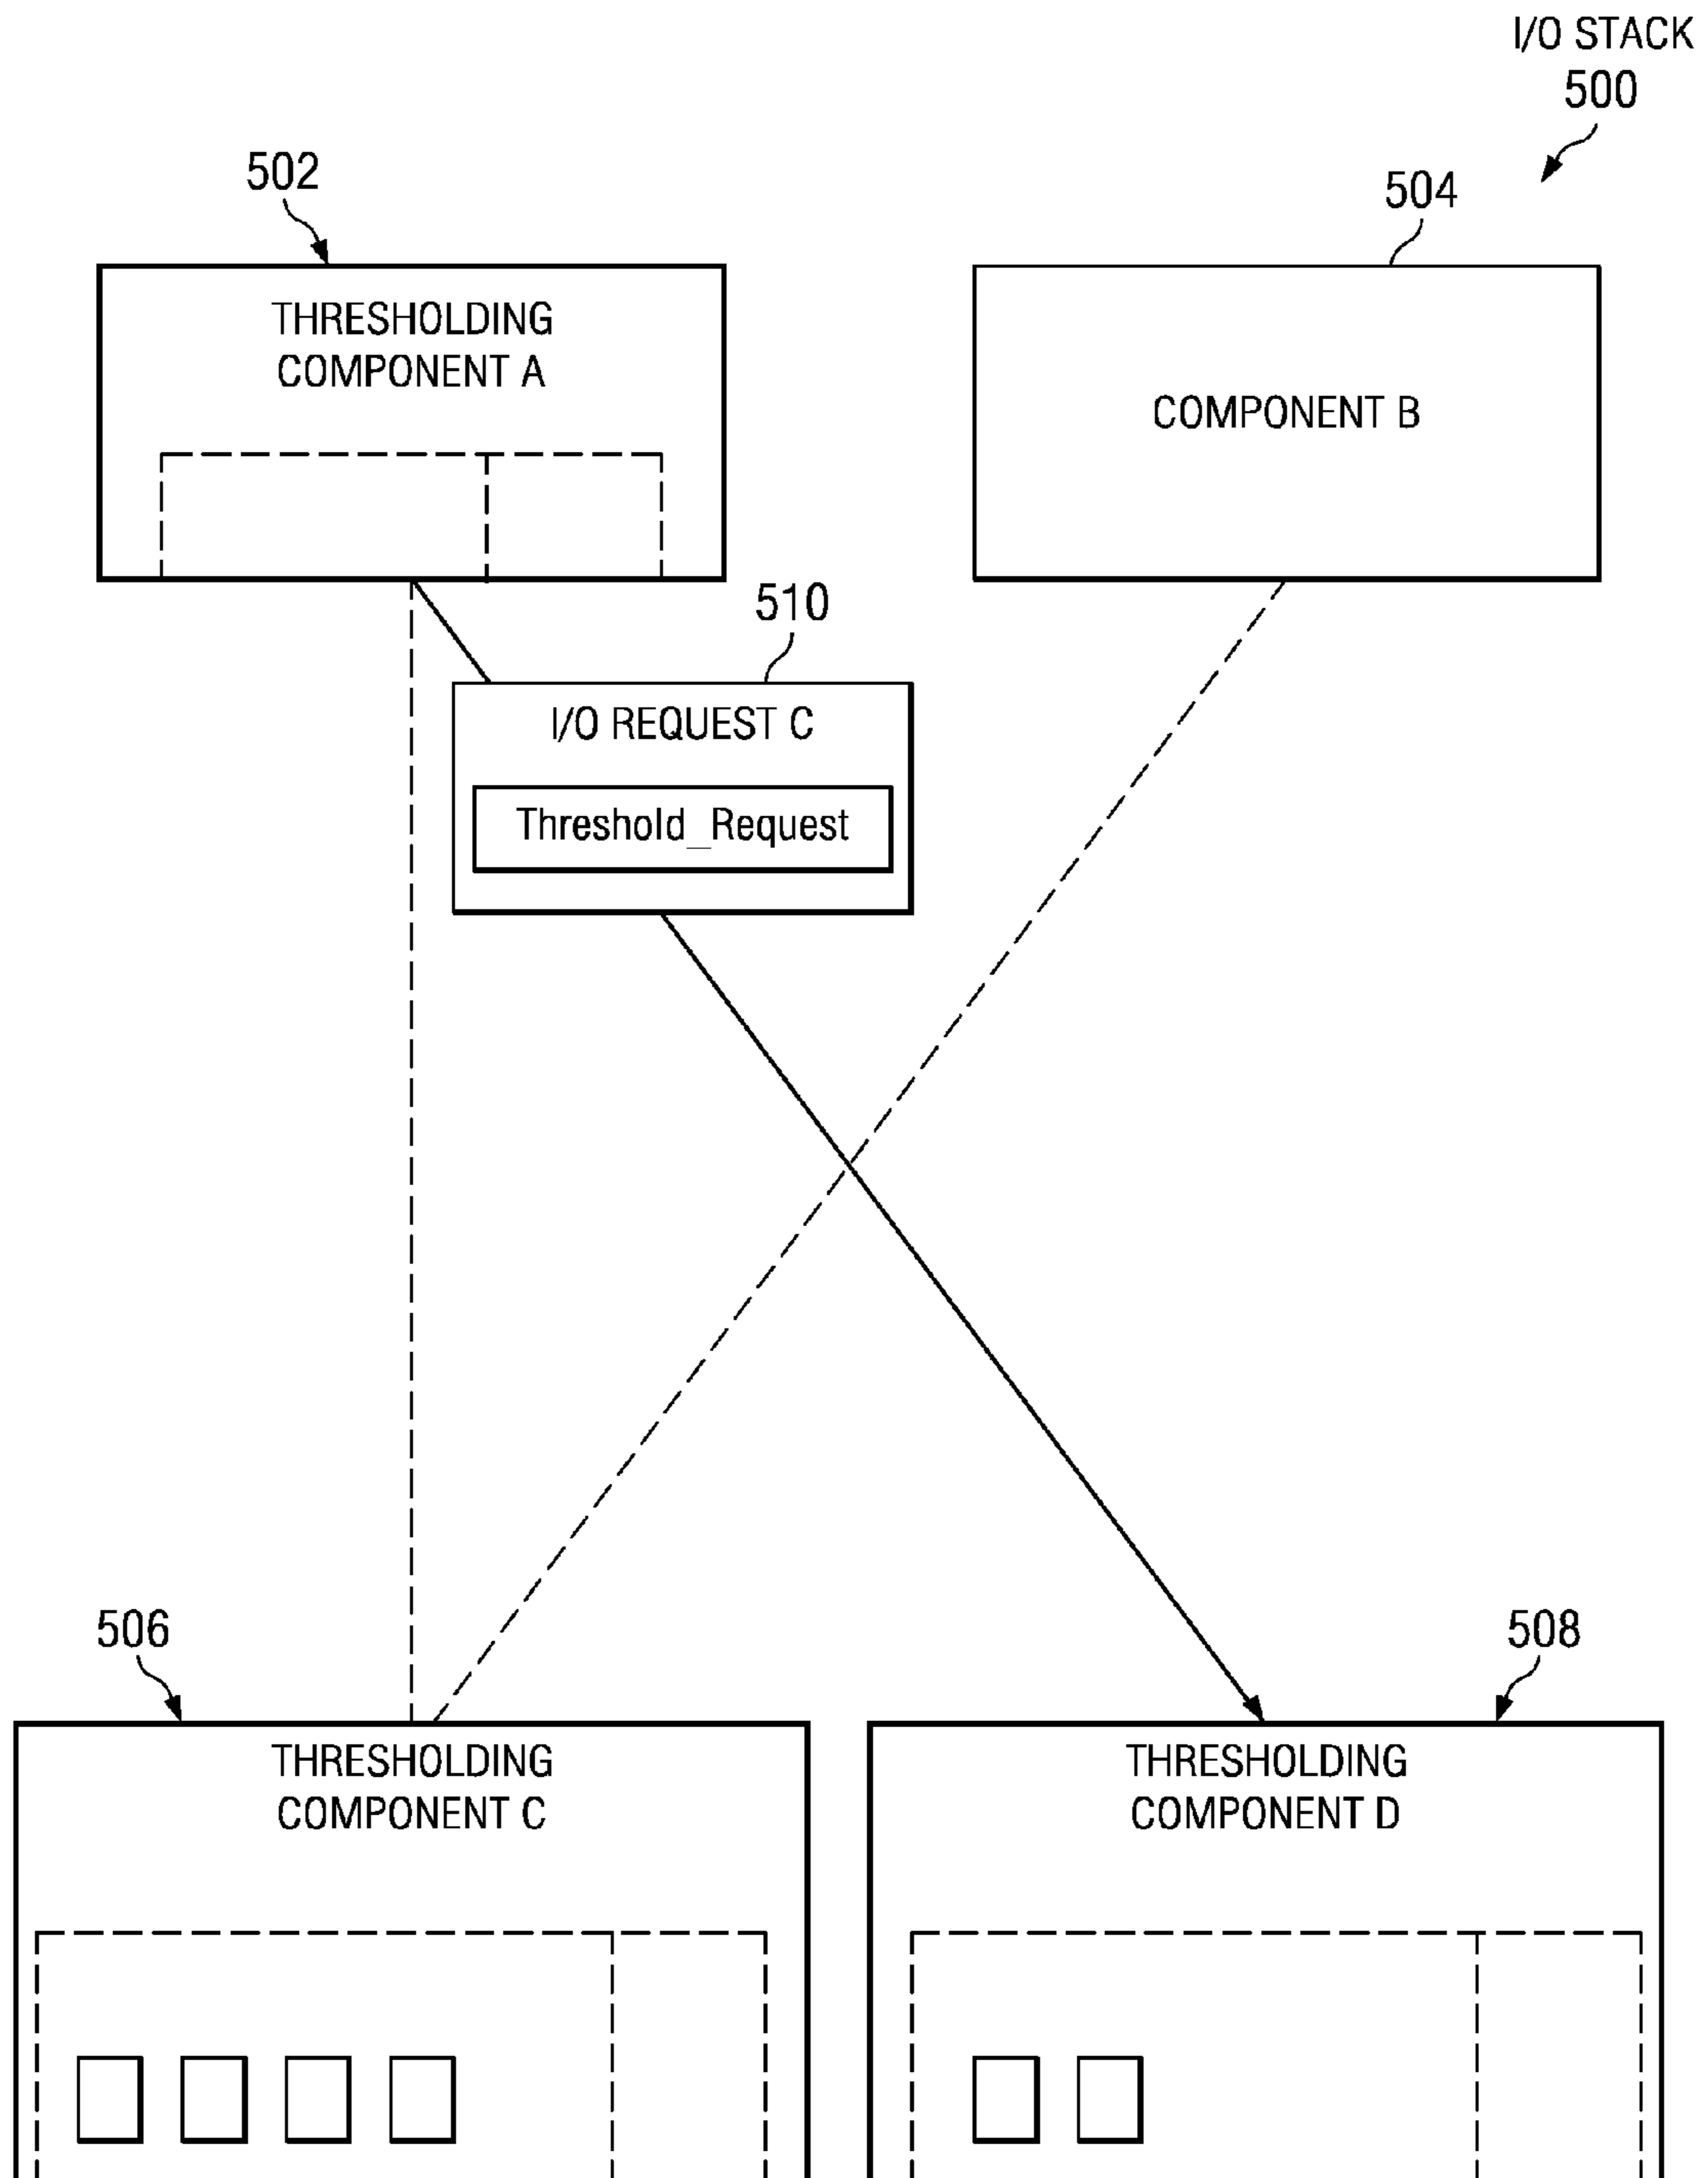 I/O STACK
500
502
504
THRESHOLDING
COMPONENT A
COMPONENT B
510
I/O REQUEST C
Threshold_Request
506
508
THRESHOLDING
COMPONENT C
THRESHOLDING
COMPONENT D